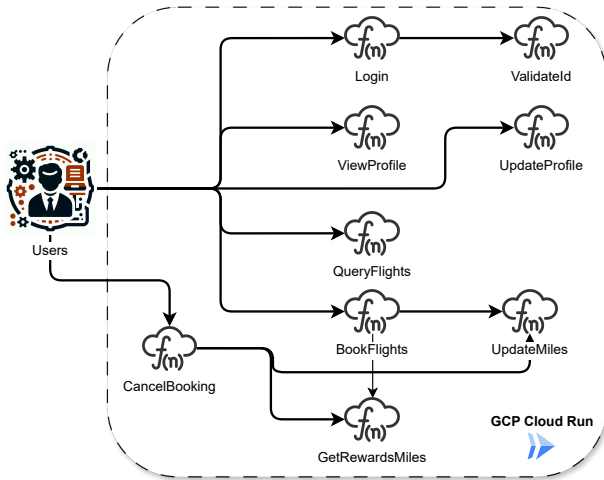 f(n)
f(n)
Login
ValidateId
f(n)
f(n)
ViewProfile
UpdateProfile
Users
f(n)
QueryFlights
f(n)
f(n)
BookFlights
UpdateMiles
f(n)
CancelBooking
f(n)
GetRewardsMiles
GCP Cloud Run